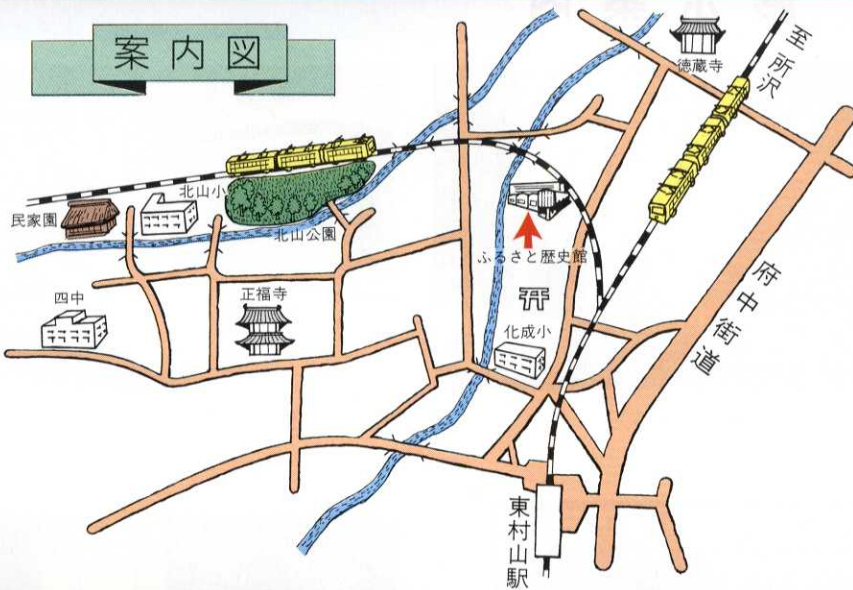 案内図
徳蔵寺
至所沢
北山小
民家園
北山公園
ふるさと歴史館
府中街道
四中
正福寺
化成小
東村山駅